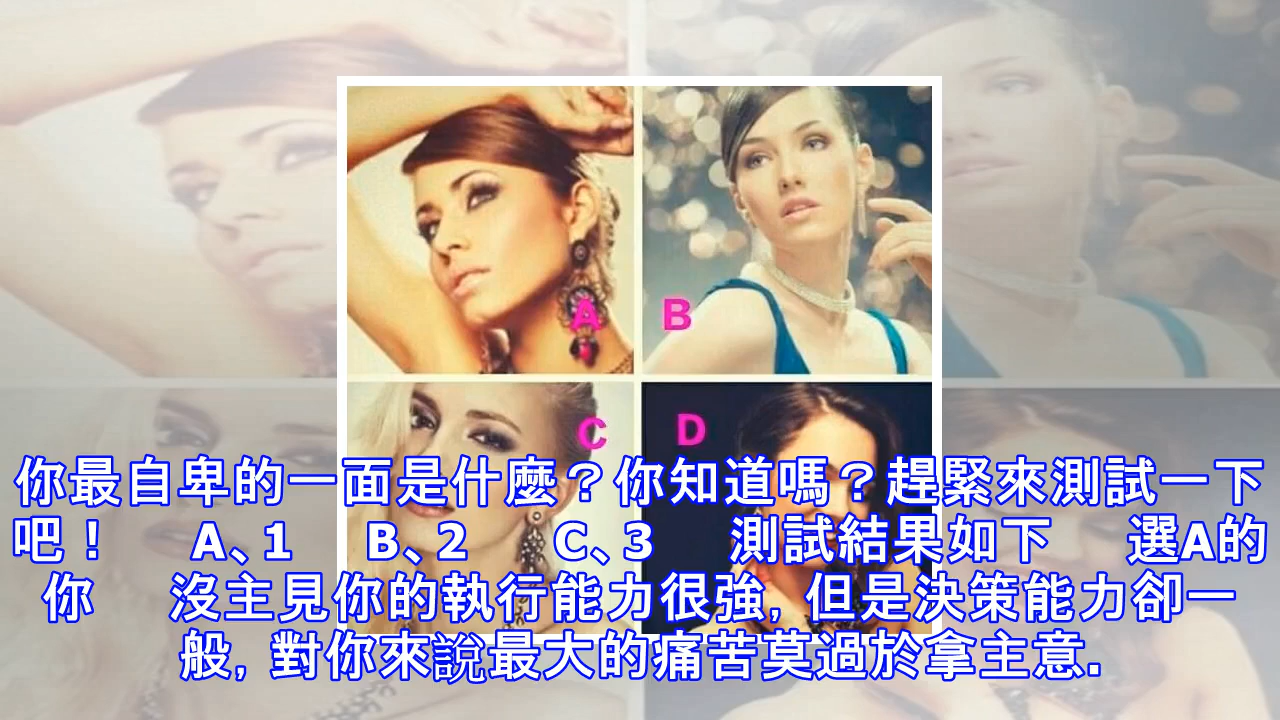 A
B
C
D
你最自卑的一面是什麼？你知道嗎？趕緊來測試一下
吧！ A、1 B、2 C、3 測試結果如下 選A的
你 沒主見你的執行能力很強, 但是決策能力卻一
般, 對你來說最大的痛苦莫過於拿主意.